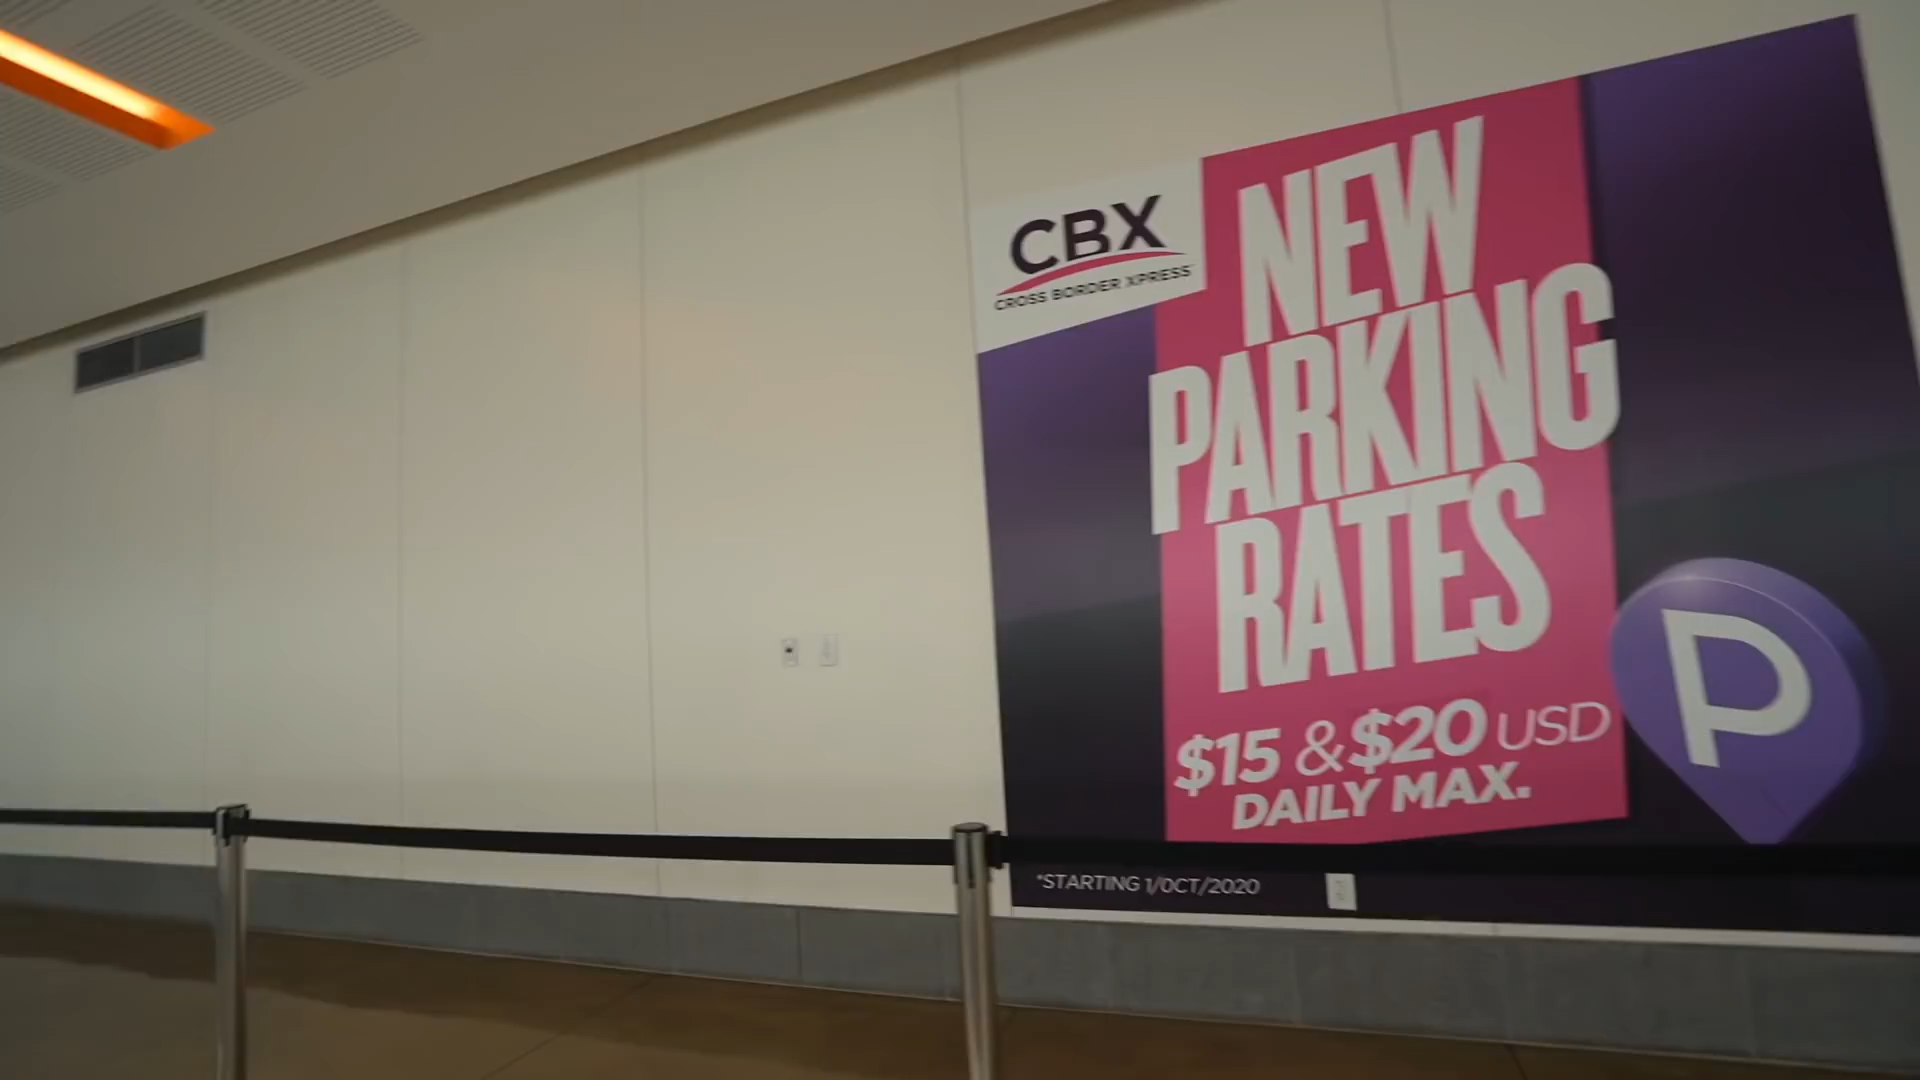 CBX
CROSS BORDER XPRESS
NEW
PARKING
RATES
$15 & $20 USD
DAILY MAX.
P
*STARTING 1/OCT/2020